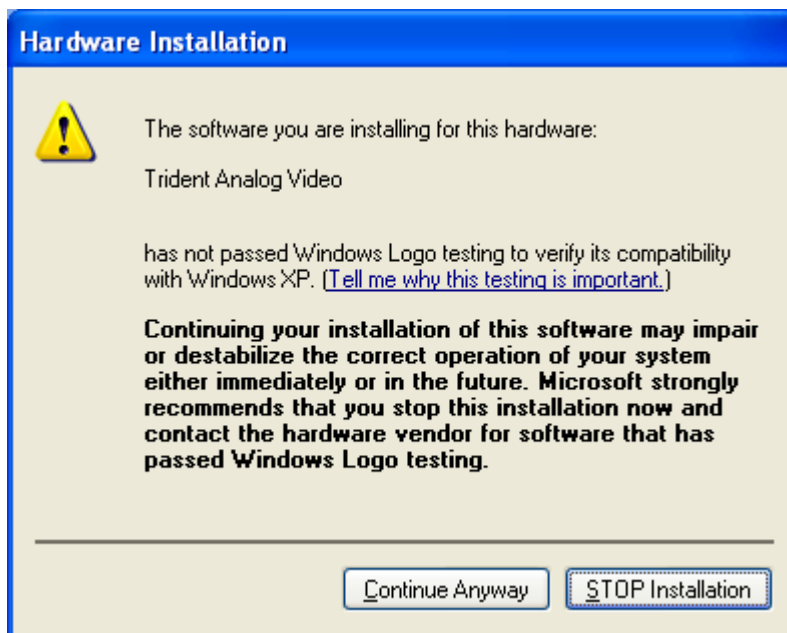 Hardware Installation
The software you are installing for this hardware:
Trident Analog Video
has not passed Windows Logo testing to verify its compatibility
with Windows XP. (Tell me why this testing is important.)
Continuing your installation of this software may impair
or destabilize the correct operation of your system
either immediately or in the future. Microsoft strongly
recommends that you stop this installation now and
contact the hardware vendor for software that has
passed Windows Logo testing.
Continue Anyway
STOP Installation